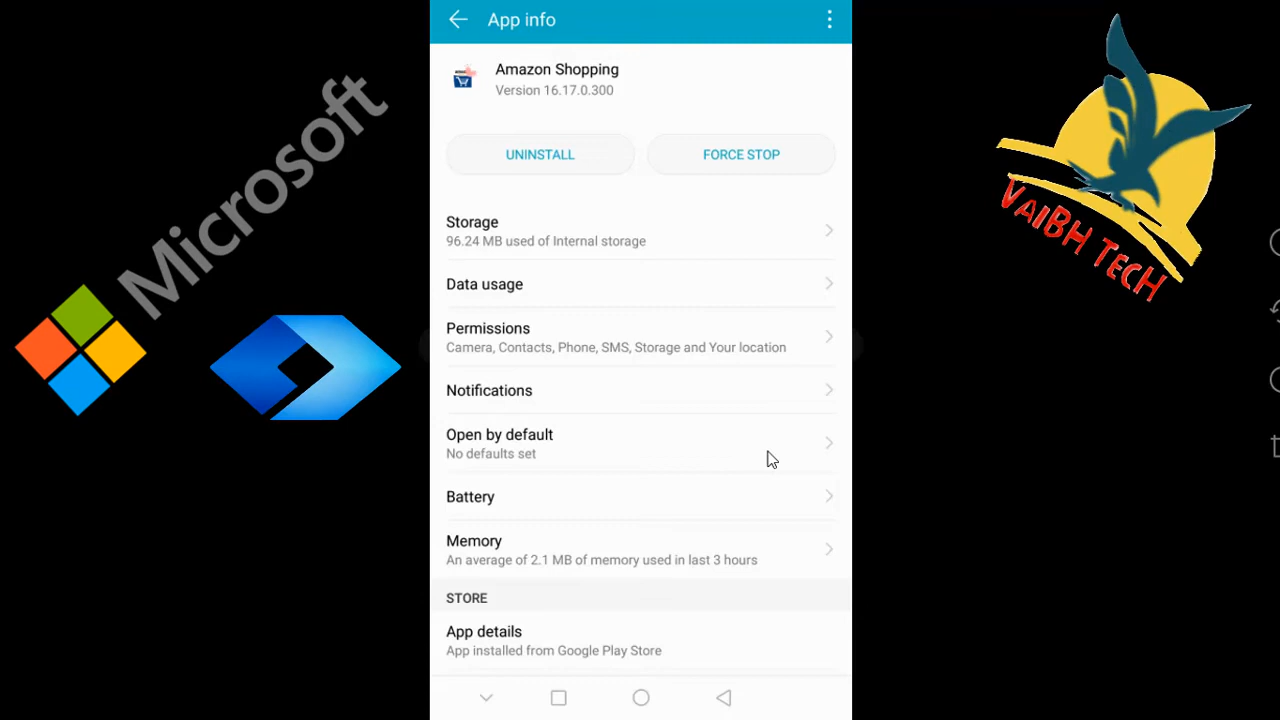 App info
Amazon Shopping
Version 16.17.0.300
UNINSTALL
FORCE STOP
Storage
96.24 MB used of Internal storage
Data usage
Permissions
Camera, Contacts, Phone, SMS, Storage and Your location
Notifications
Open by default
No defaults set
Battery
Memory
An average of 2.1 MB of memory used in last 3 hours
STORE
App details
App installed from Google Play Store
Microsoft
VAIBH TECH